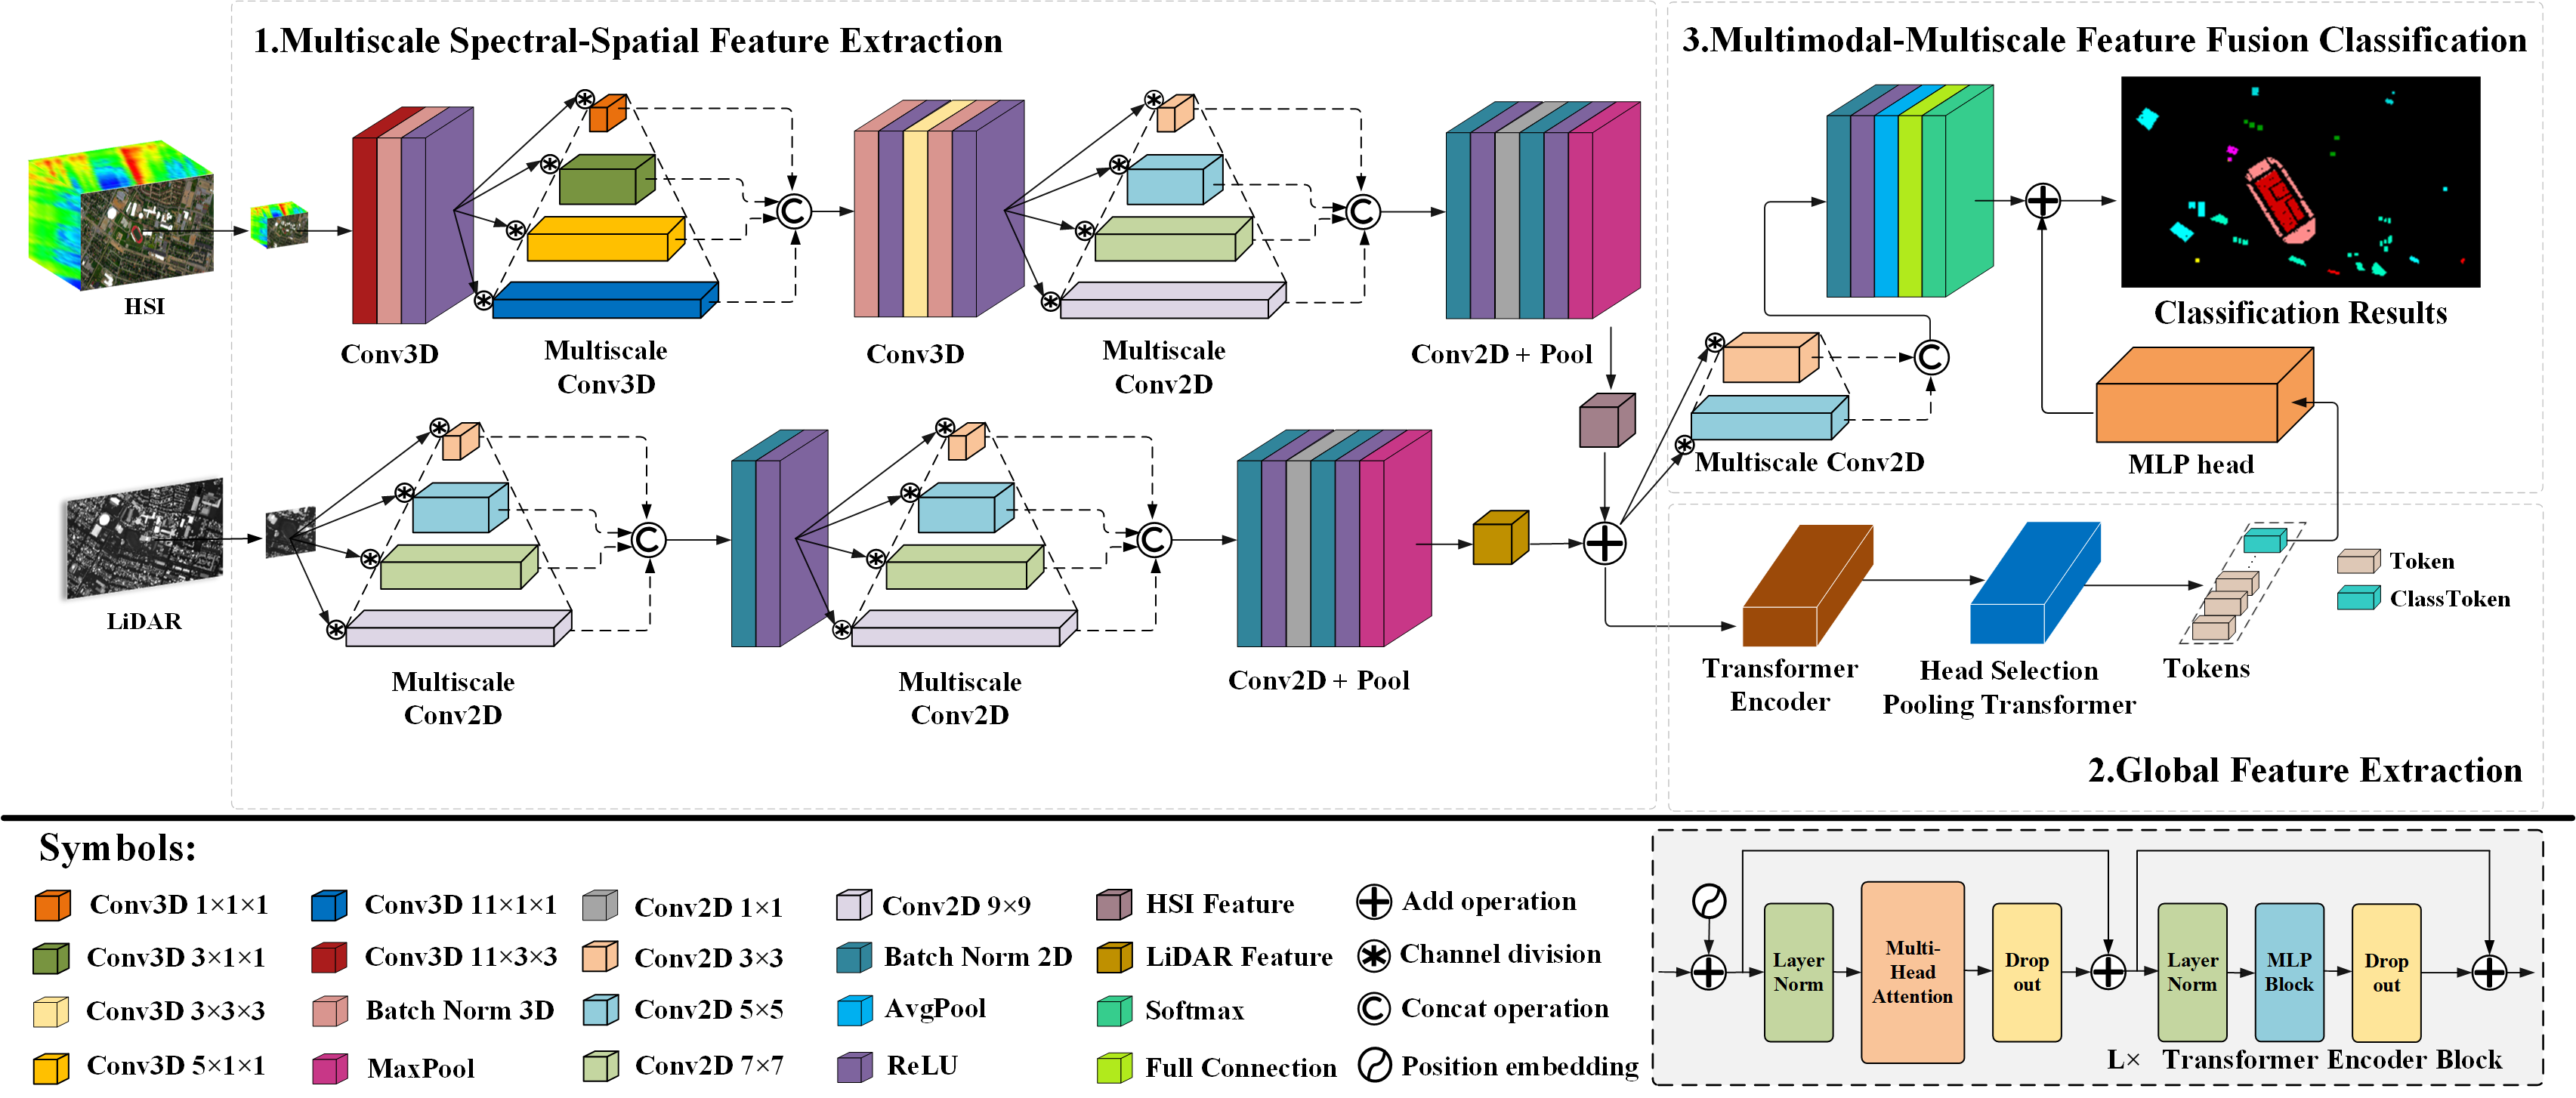 1.Multiscale Spectral-Spatial Feature Extraction
3.Multimodal-Multiscale Feature Fusion Classification
HSI
Conv3D
Multiscale
Conv3D
C
Conv3D
Multiscale
Conv2D
C
Conv2D + Pool
Classification Results
C
Multiscale Conv2D
MLP head
LiDAR
Multiscale
Conv2D
C
Multiscale
Conv2D
C
Conv2D + Pool
Transformer
Encoder
Head Selection
Pooling Transformer
Tokens
Token
ClassToken
2.Global Feature Extraction
Symbols:
Conv3D 1×1×1
Conv3D 11×1×1
Conv2D 1×1
Conv2D 9×9
HSI Feature
Add operation
Conv3D 3×1×1
Conv3D 11×3×3
Conv2D 3×3
Batch Norm 2D
LiDAR Feature
Channel division
Conv3D 3×3×3
Batch Norm 3D
Conv2D 5×5
AvgPool
Softmax
C
Concat operation
Conv3D 5×1×1
MaxPool
Conv2D 7×7
ReLU
Full Connection
Position embedding
Layer
Norm
Multi-
Head
Attention
Drop
out
Layer
Norm
MLP
Block
Drop
out
L× Transformer Encoder Block